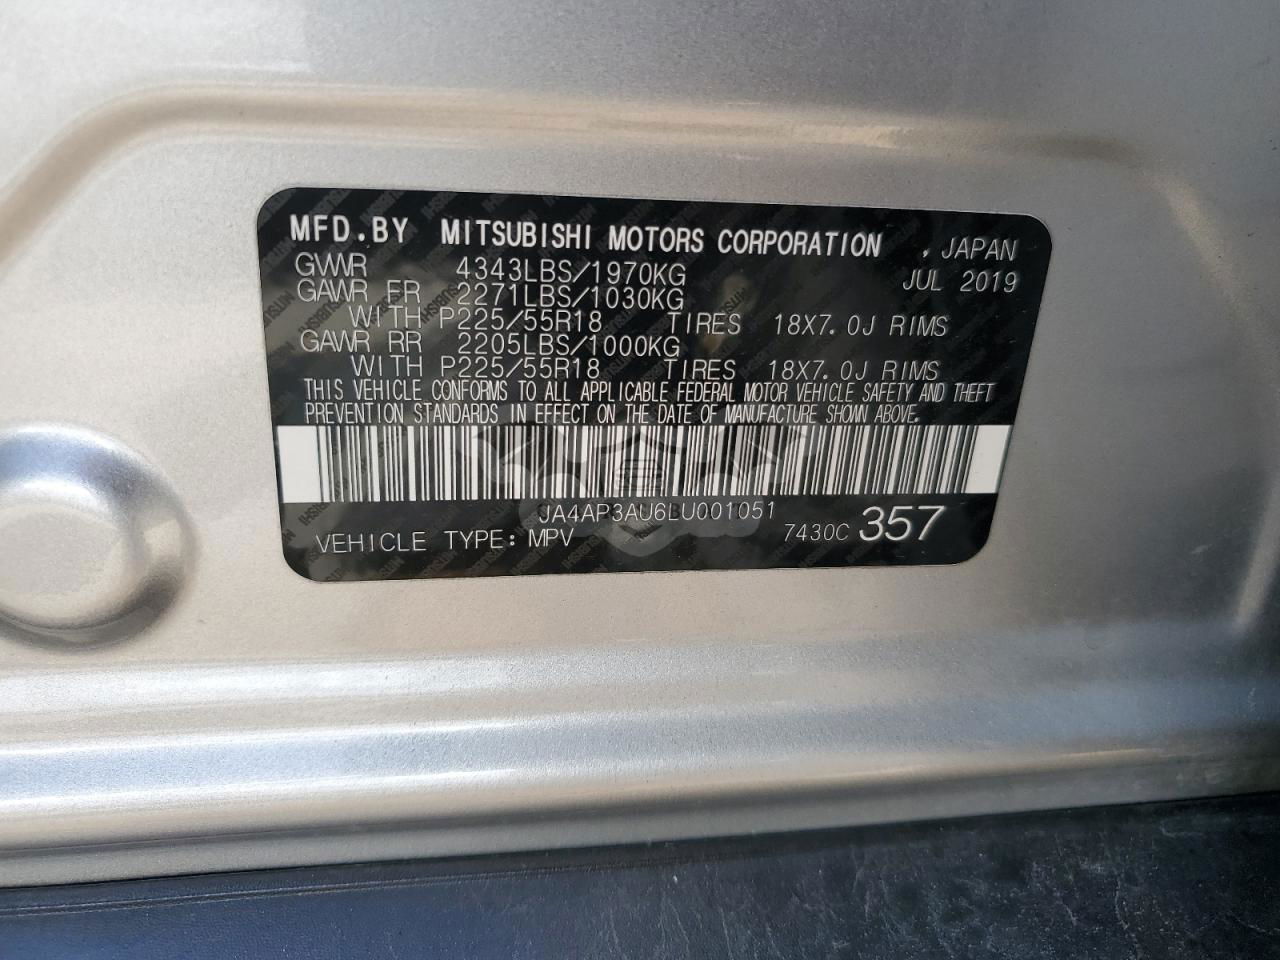 MFD.BY MITSUBISHI MOTORS CORPORATION , JAPAN
GVWR 4343LBS/1970KG JUL 2019
GAWR FR 2271LBS/1030KG
WITH P225/55R18 TIRES 18X7.0J RIMS
GAWR RR 2205LBS/1000KG
WITH P225/55R18 TIRES 18X7.0J RIMS
THIS VEHICLE CONFORMS TO ALL APPLICABLE FEDERAL MOTOR VEHICLE SAFETY AND THEFT
PREVENTION STANDARDS IN EFFECT ON THE DATE OF MANUFACTURE SHOWN ABOVE.
JA4AP3AU6LU001051
VEHICLE TYPE: MPV 7430C 357